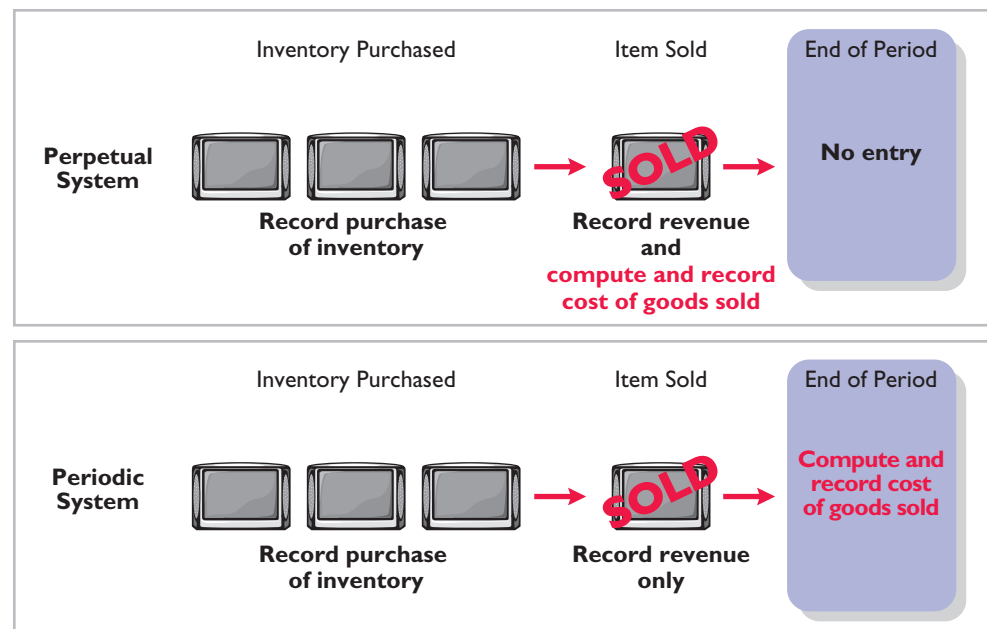 Inventory Purchased
Item Sold
End of Period
Perpetual
System
SOLD
No entry
Record purchase
of inventory
Record revenue
and
compute and record
cost of goods sold
Inventory Purchased
Item Sold
End of Period
Periodic
System
SOLD
Compute and
record cost
of goods sold
Record purchase
of inventory
Record revenue
only